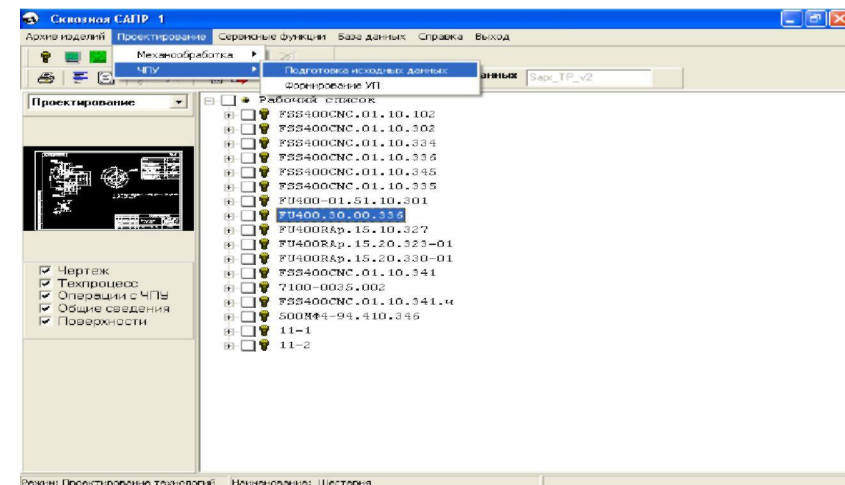 Сквозная САПР 1
Архив изделий Проектирование Сервисные функции База данных Справка Выход
Механообработка
ЧПУ
Подготовка исходных данных
Формирование УП
анных Sapr_TP_v2
Проектирование
Рабочий список
FSS400CNC.01.10.102
FSS400CNC.01.10.302
FSS400CNC.01.10.334
FSS400CNC.01.10.336
FSS400CNC.01.10.345
FSS400CNC.01.10.335
FU400-01.51.10.301
FU400.30.00.336
FU400RAp.15.10.327
FU400RAp.15.20.323-01
FU400RAp.15.20.330-01
FSS400CNC.01.10.341
7100-0035.002
FSS400CNC.01.10.341.м
500МФ4-94.410.346
11-1
11-2
Чертеж
Техпроцесс
Операции с ЧПУ
Общие сведения
Поверхности
Режим: Проектирование технологий Наименование: Шестерня